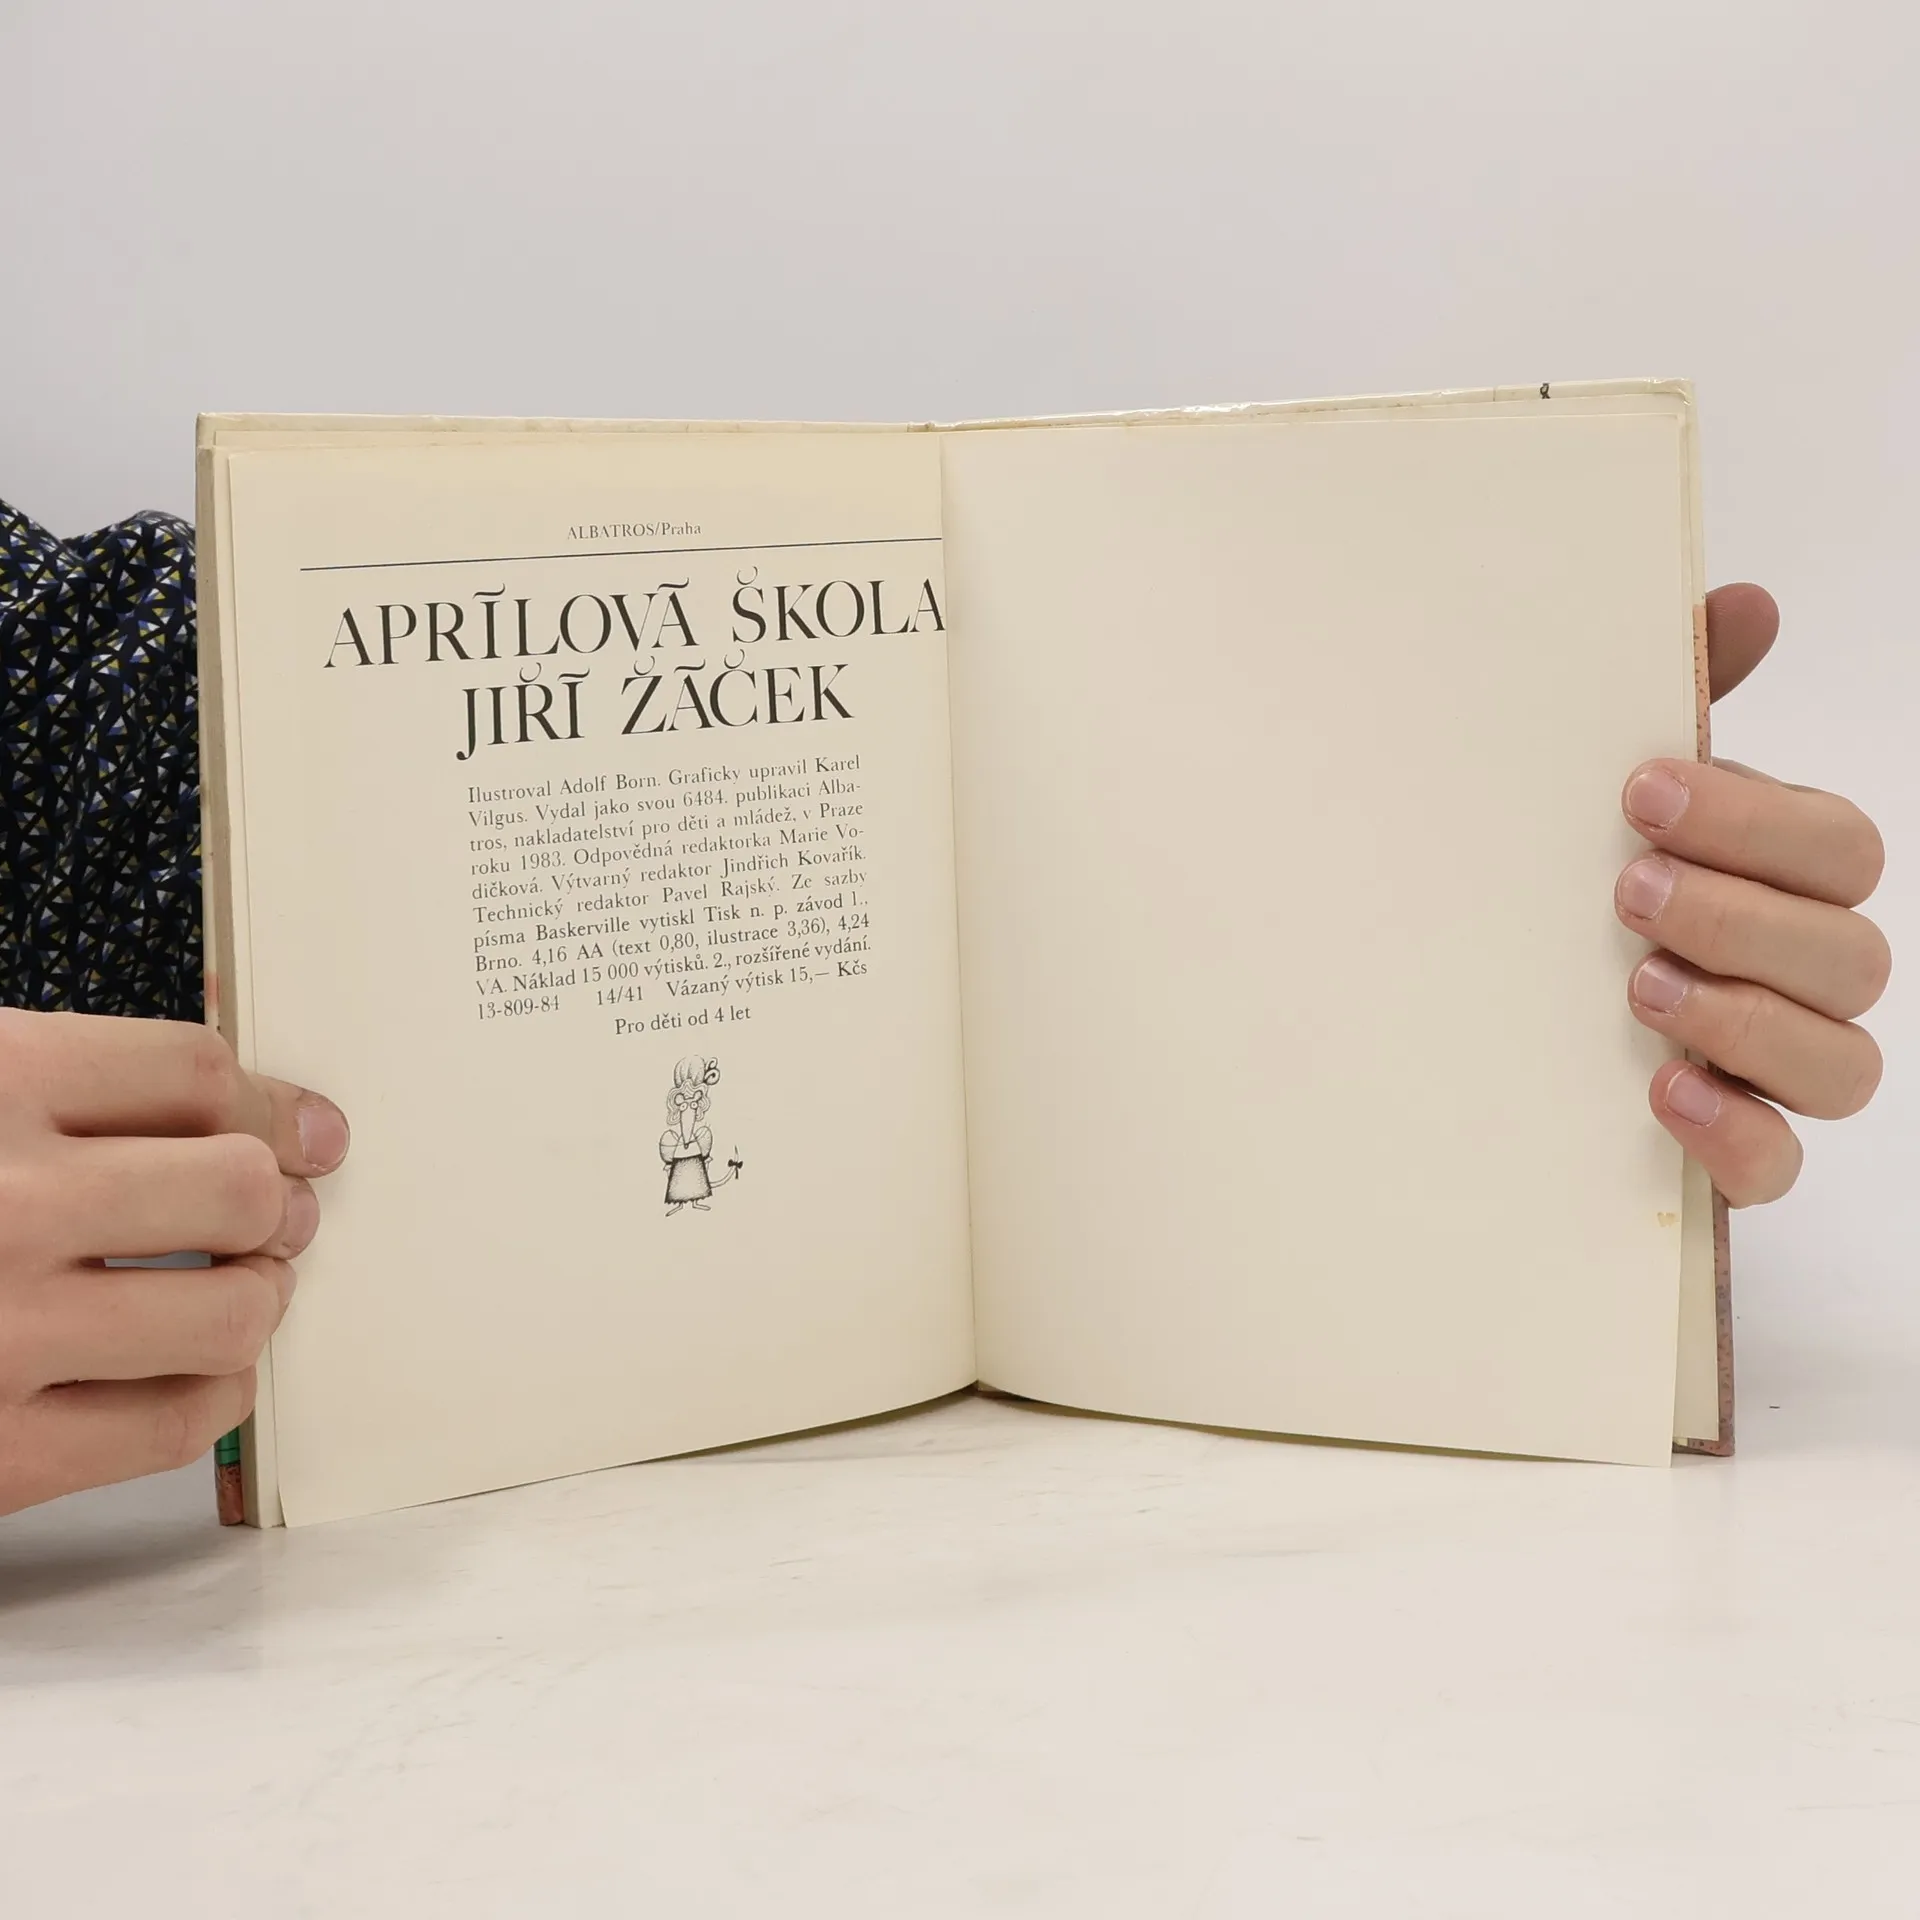 ALBATROS/Praha
APRÍLOVÁ ŠKOLA
JIŘÍ ŽÁČEK
Ilustroval Adolf Born. Graficky upravil Karel
Vilgus. Vydal jako svou 6484. publikaci Alba-
tros, nakladatelství pro děti a mládež, v Praze
roku 1983. Odpovědná redaktorka Marie Vo-
dičková. Výtvarný redaktor Jindřich Kovařík.
Technický redaktor Pavel Rajský. Ze sazby
písma Baskerville vytiskl Tisk n. p. závod 1.,
Brno. 4,16 AA (text 0,80, ilustrace 3,36), 4,24
VA. Náklad 15 000 výtisků. 2., rozšířené vydání.
13-809-84 14/41 Vázaný výtisk 15,— Kčs
Pro děti od 4 let